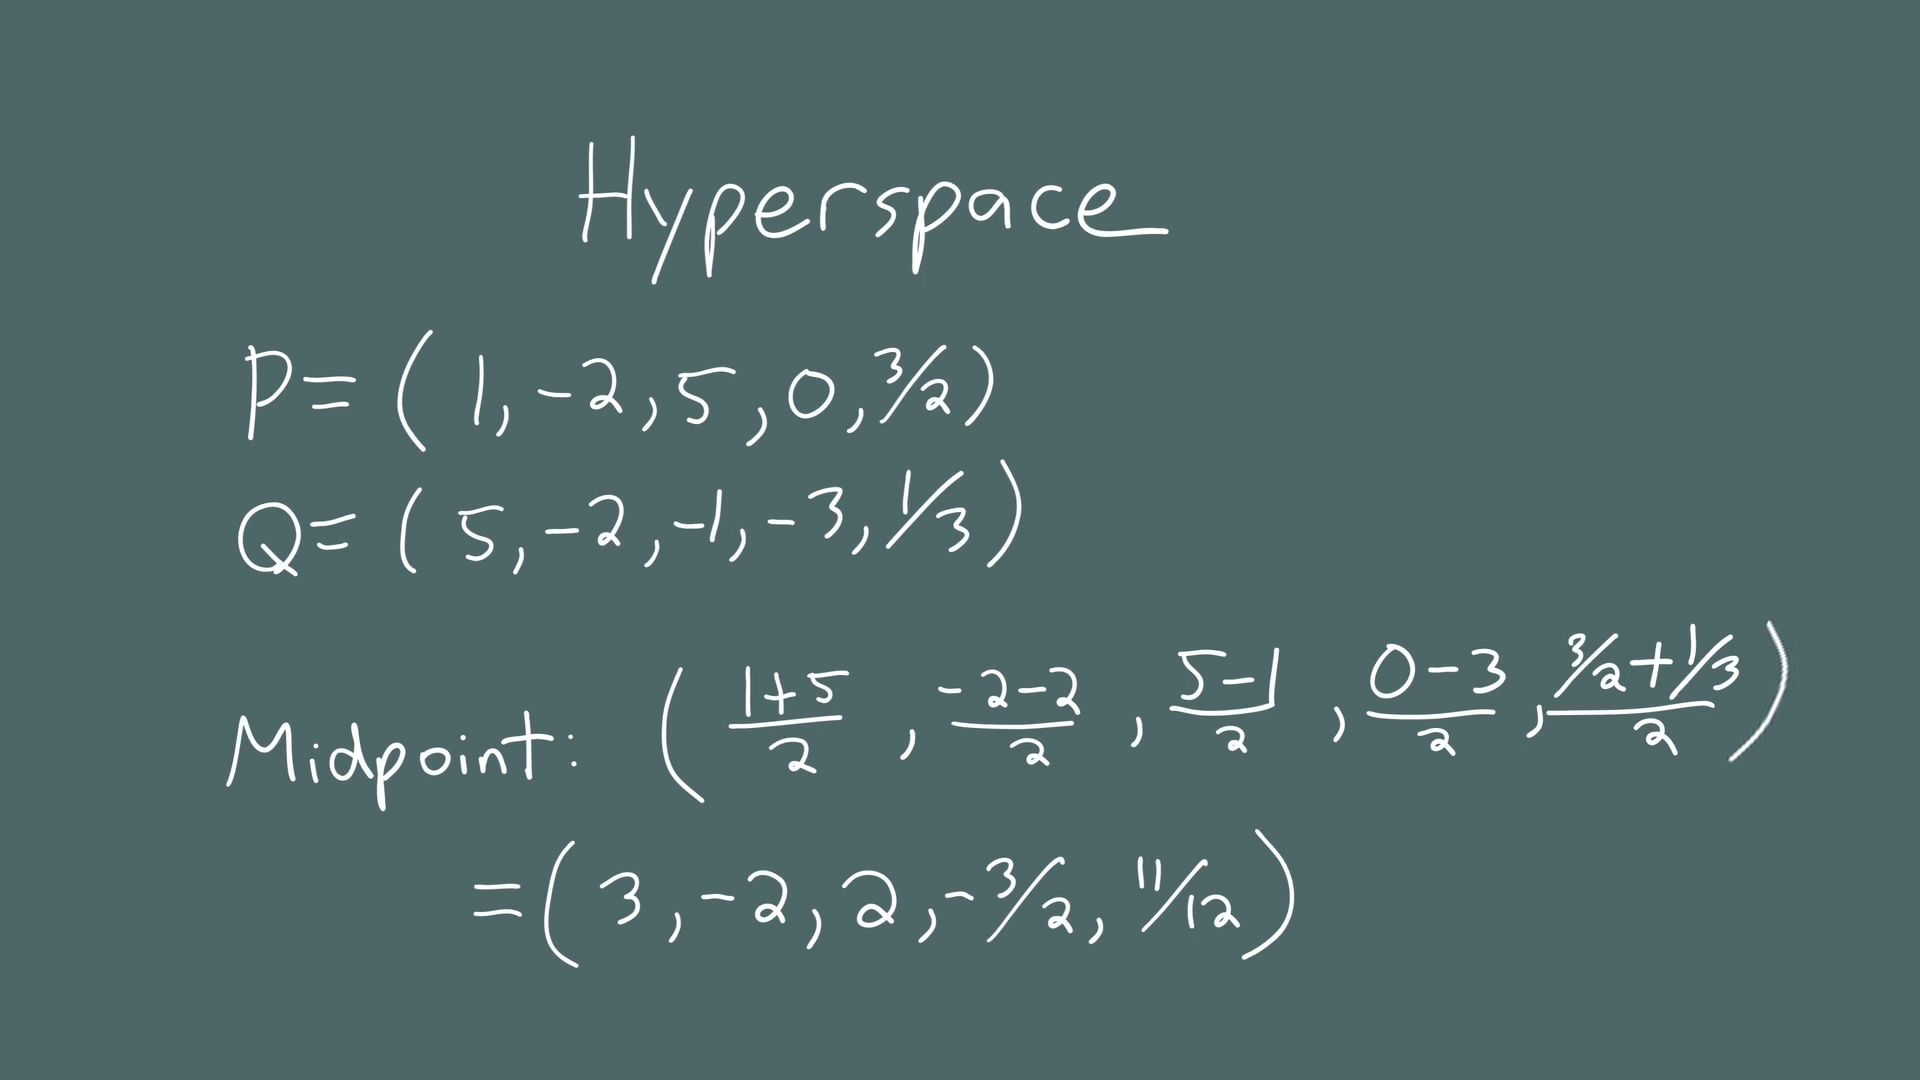 Hyperspace
P= (1,-2,5,0,3/2)
Q= (5,-2,-1,-3,1/3)
Midpoint: (1+5/2, -2-2/2, 5-1/2, 0-3/2, 3/2+1/3/2)
=(3,-2,2,-3/2,11/12)